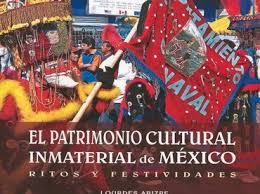 EL PATRIMONIO CULTURAL
INMATERIAL de MÉXICO
RITOS Y FESTIVIDADES
LOURDES ARIZPE